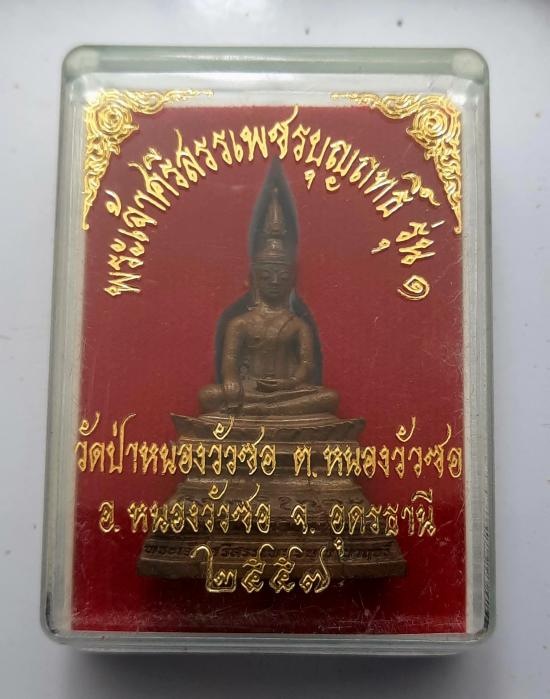 พระเจ้าศรีสรรเพชรบุญฤทธิ์ รุ่น ๑
วัดป่าหนองวัวซอ ต. หนองวัวซอ
อ. หนองวัวซอ จ. อุดรธานี
๒๕๕๗